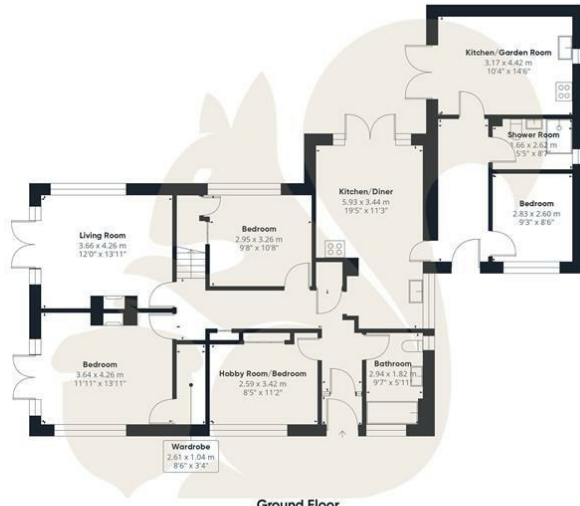 Kitchen/Garden Room
3.17 x 4.42 m
10'4" x 14'6"
Shower Room
1.66 x 2.62 m
5'5" x 8'7"
Kitchen/Diner
5.93 x 3.44 m
19'5" x 11'3"
Bedroom
2.83 x 2.60 m
9'3" x 8'6"
Living Room
3.66 x 4.26 m
12'0" x 13'11"
Bedroom
2.95 x 3.26 m
9'8" x 10'8"
Bedroom
3.64 x 4.26 m
11'11" x 13'11"
Hobby Room/Bedroom
2.59 x 3.42 m
8'5" x 11'2"
Bathroom
2.94 x 1.82 m
9'7" x 5'11"
Wardrobe
2.61 x 1.04 m
8'6" x 3'4"
Ground Floor